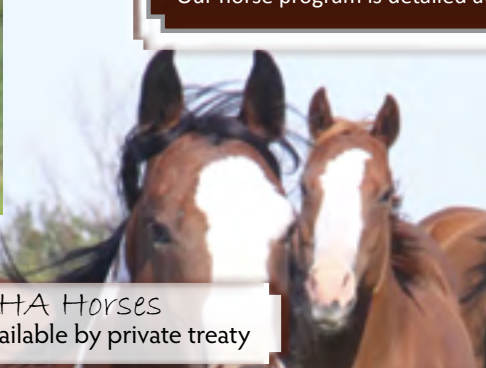 Our horse program is detailed
HA Horses
ailable by private treaty